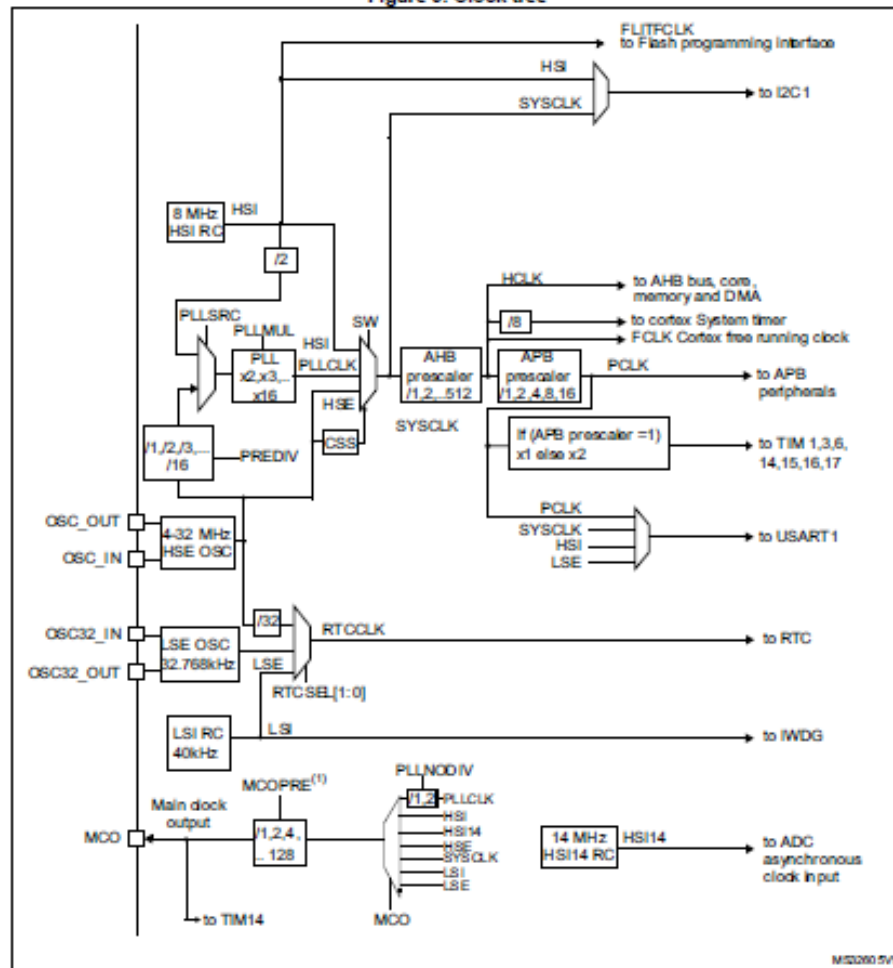 FLITFCLK
to Flash programming interface
HSI
to I2C1
SYSCLK
8 MHz
HSI RC
HSI
/2
HCLK
to AHB bus, core,
memory and DMA
/8
to cortex System timer
FCLK Cortex free running clock
PLLSRC
PLLMUL
PLL
x2,x3,..
x16
HSI
PLLCLK
HSE
SW
CSS
AHB
prescaler
/1,2,..512
SYSCLK
APB
prescaler
/1,2,4,8,16
PCLK
to APB
peripherals
If (APB prescaler =1)
x1 else x2
to TIM 1,3,6,
14,15,16,17
/1,/2,/3,...
/16
PREDIV
PCLK
SYSCLK
HSI
LSE
to USART1
OSC_OUT
OSC_IN
4-32 MHz
HSE OSC
OSC32_IN
OSC32_OUT
LSE OSC
32.768kHz
/32
LSE
RTCCLK
RTCSEL[1:0]
to RTC
LSI RC
40kHz
LSI
to IWDG
PLLNODIV
/1,2
PLLCLK
HSI
HSI14
HSE
SYSCLK
LSI
LSE
MCO
MCOPRE(1)
/1,2,4,
.. 128
Main clock
output
MCO
to TIM14
14 MHz
HSI14 RC
HSI14
to ADC
asynchronous
clock input